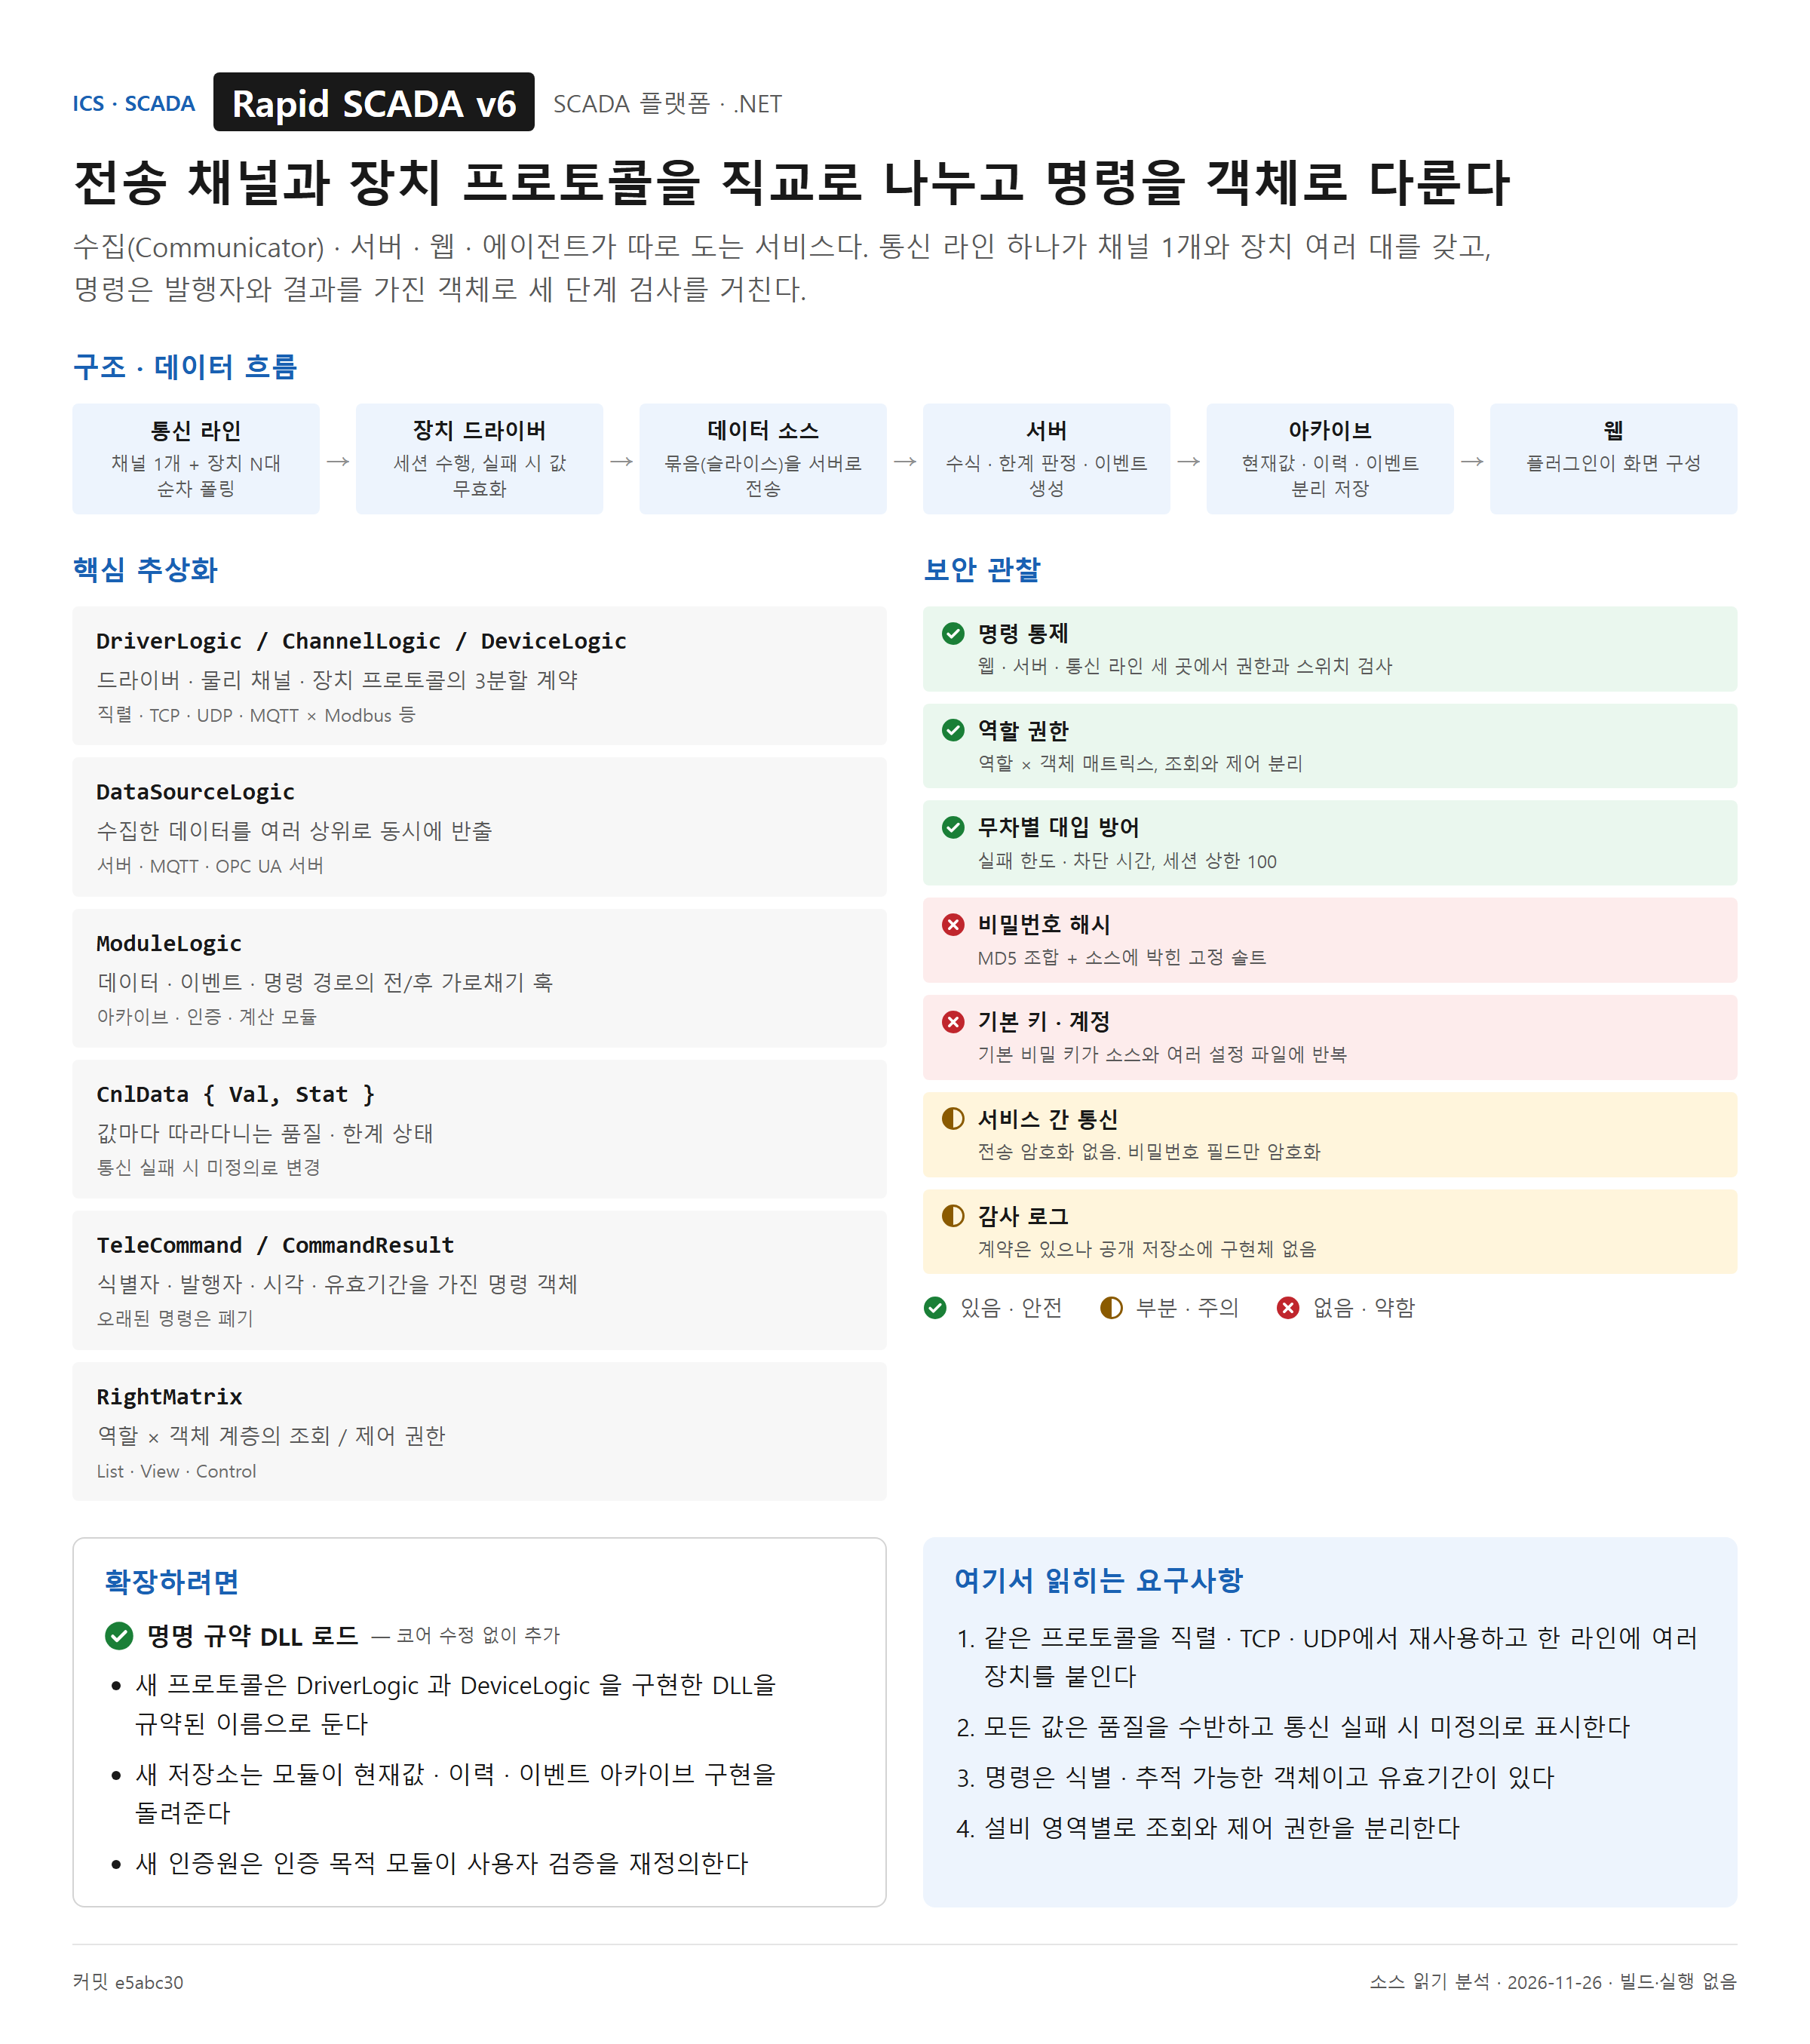 ICS · SCADA Rapid SCADA v6 SCADA 플랫폼 · .NET
전송 채널과 장치 프로토콜을 직교로 나누고 명령을 객체로 다룬다
수집(Communicator) · 서버 · 웹 · 에이전트가 따로 도는 서비스다. 통신 라인 하나가 채널 1개와 장치 여러 대를 갖고,
명령은 발행자와 결과를 가진 객체로 세 단계 검사를 거친다.
구조 · 데이터 흐름
통신 라인
채널 1개 + 장치 N대
순차 폴링
→
장치 드라이버
세션 수행, 실패 시 값
무효화
→
데이터 소스
묶음(슬라이스)을 서버로
전송
→
서버
수식 · 한계 판정 · 이벤트
생성
→
아카이브
현재값 · 이력 · 이벤트
분리 저장
→
웹
플러그인이 화면 구성
핵심 추상화
DriverLogic / ChannelLogic / DeviceLogic
드라이버 · 물리 채널 · 장치 프로토콜의 3분할 계약
직렬 · TCP · UDP · MQTT × Modbus 등
DataSourceLogic
수집한 데이터를 여러 상위로 동시에 반출
서버 · MQTT · OPC UA 서버
ModuleLogic
데이터 · 이벤트 · 명령 경로의 전/후 가로채기 훅
아카이브 · 인증 · 계산 모듈
CnlData { Val, Stat }
값마다 따라다니는 품질 · 한계 상태
통신 실패 시 미정의로 변경
TeleCommand / CommandResult
식별자 · 발행자 · 시각 · 유효기간을 가진 명령 객체
오래된 명령은 폐기
RightMatrix
역할 × 객체 계층의 조회 / 제어 권한
List · View · Control
보안 관찰
명령 통제
웹 · 서버 · 통신 라인 세 곳에서 권한과 스위치 검사
역할 권한
역할 × 객체 매트릭스, 조회와 제어 분리
무차별 대입 방어
실패 한도 · 차단 시간, 세션 상한 100
비밀번호 해시
MD5 조합 + 소스에 박힌 고정 솔트
기본 키 · 계정
기본 비밀 키가 소스와 여러 설정 파일에 반복
서비스 간 통신
전송 암호화 없음. 비밀번호 필드만 암호화
감사 로그
계약은 있으나 공개 저장소에 구현체 없음
있음 · 안전 부분 · 주의 없음 · 약함
확장하려면
명명 규약 DLL 로드 — 코어 수정 없이 추가
• 새 프로토콜은 DriverLogic 과 DeviceLogic 을 구현한 DLL을
규약된 이름으로 둔다
• 새 저장소는 모듈이 현재값 · 이력 · 이벤트 아카이브 구현을
돌려준다
• 새 인증원은 인증 목적 모듈이 사용자 검증을 재정의한다
여기서 읽히는 요구사항
1. 같은 프로토콜을 직렬 · TCP · UDP에서 재사용하고 한 라인에 여러
장치를 붙인다
2. 모든 값은 품질을 수반하고 통신 실패 시 미정의로 표시한다
3. 명령은 식별 · 추적 가능한 객체이고 유효기간이 있다
4. 설비 영역별로 조회와 제어 권한을 분리한다
커밋 e5abc30
소스 읽기 분석 · 2026-11-26 · 빌드·실행 없음